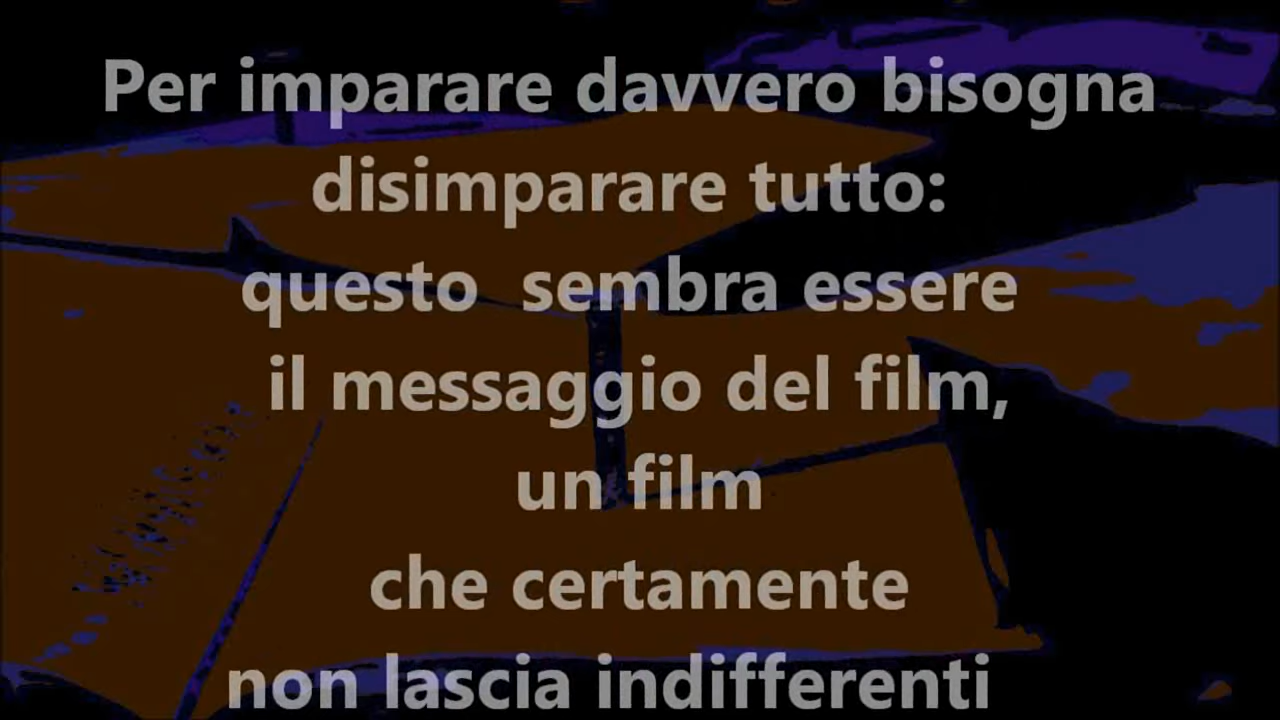 Per imparare davvero bisogna
disimparare tutto:
questo  sembra essere
il messaggio del film,
un film
che certamente
non lascia indifferenti